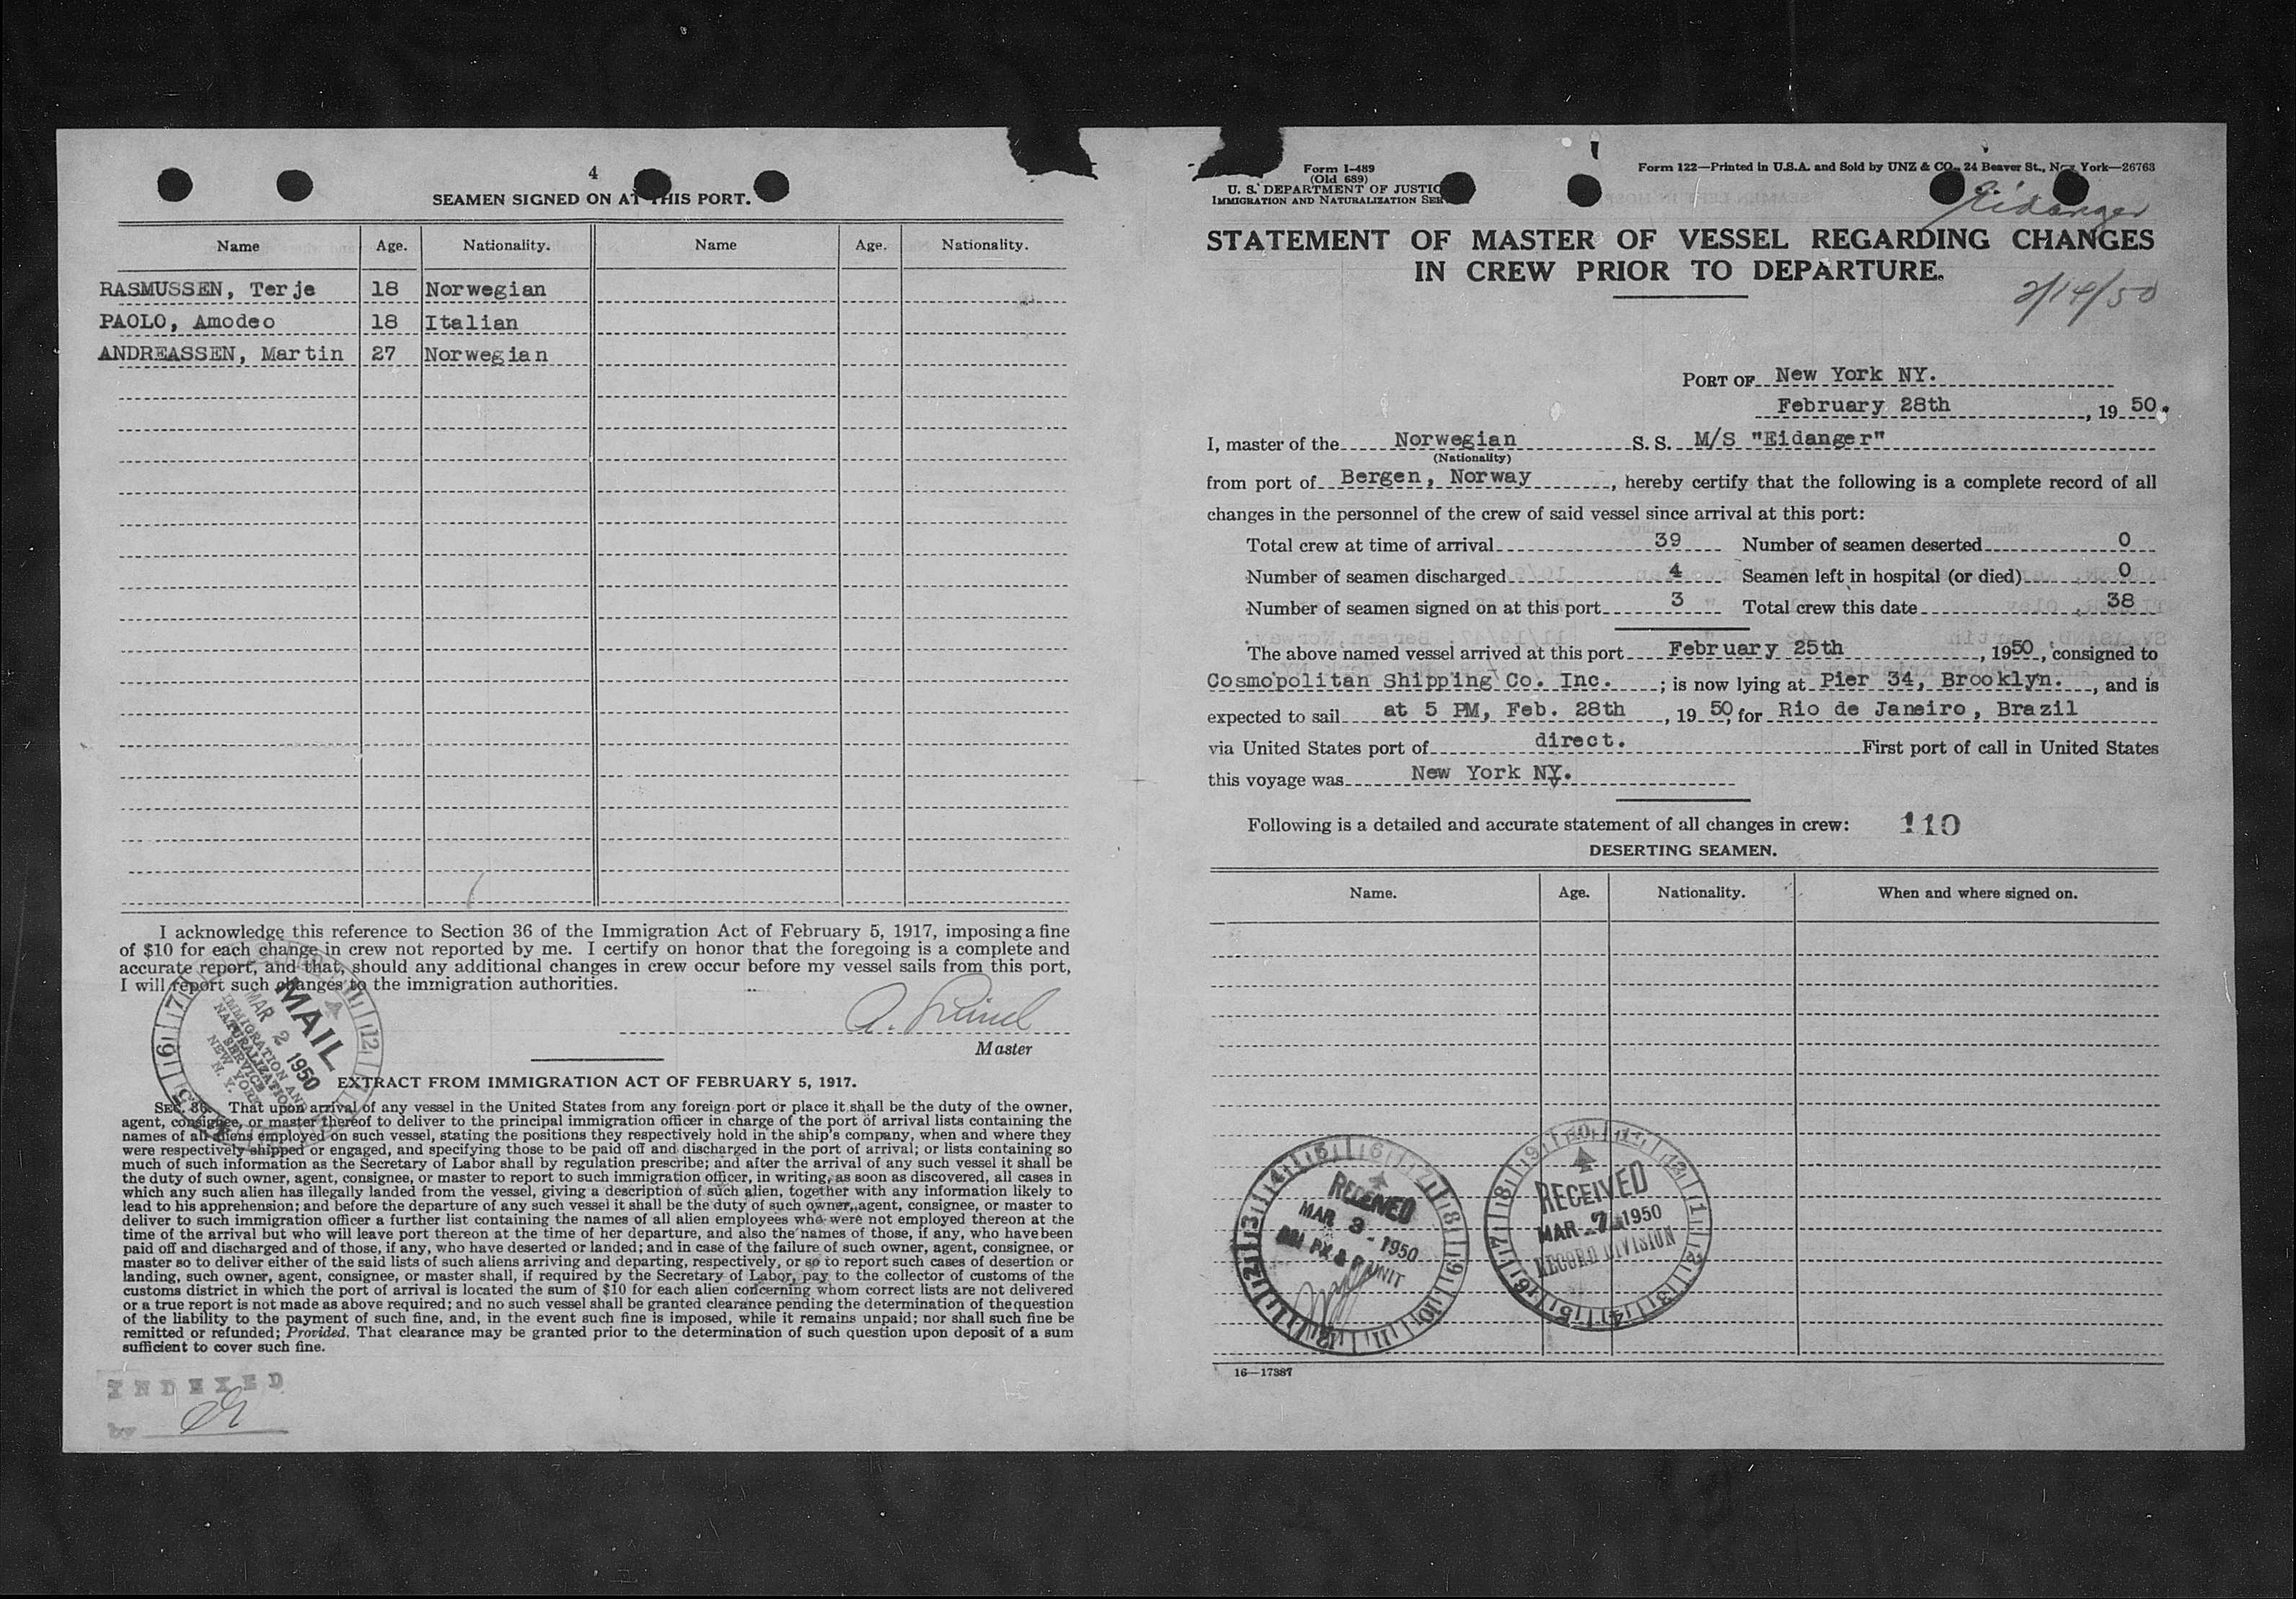 4
SEAMEN SIGNED ON AT THIS PORT.
Name Age. Nationality. Name Age. Nationality.
RASMUSSEN, Terje 18 Norwegian
PAOLO, Amodeo 18 Italian
ANDREASSEN, Martin 27 Norwegian
I acknowledge this reference to Section 36 of the Immigration Act of February 5, 1917, imposing a fine
of $10 for each change in crew not reported by me. I certify on honor that the foregoing is a complete and
accurate report, and that, should any additional changes in crew occur before my vessel sails from this port,
I will report such changes to the immigration authorities.
Master
MAIL
MAR 2 1950
IMMIGRATION AND
NATURALIZATION
SERVICE
NEW YORK
N. Y.
EXTRACT FROM IMMIGRATION ACT OF FEBRUARY 5, 1917.
SEC. 36. That upon arrival of any vessel in the United States from any foreign port or place it shall be the duty of the owner,
agent, consignee, or master thereof to deliver to the principal immigration officer in charge of the port of arrival lists containing the
names of all aliens employed on such vessel, stating the positions they respectively hold in the ship's company, when and where they
were respectively shipped or engaged, and specifying those to be paid off and discharged in the port of arrival; or lists containing so
much of such information as the Secretary of Labor shall by regulation prescribe; and after the arrival of any such vessel it shall be
the duty of such owner, agent, consignee, or master to report to such immigration officer, in writing, as soon as discovered, all cases in
which any such alien has illegally landed from the vessel, giving a description of such alien, together with any information likely to
lead to his apprehension; and before the departure of any such vessel it shall be the duty of such owner, agent, consignee, or master to
deliver to such immigration officer a further list containing the names of all alien employees who were not employed thereon at the
time of the arrival but who will leave port thereon at the time of her departure, and also the names of those, if any, who have been
paid off and discharged and of those, if any, who have deserted or landed; and in case of the failure of such owner, agent, consignee, or
master so to deliver either of the said lists of such aliens arriving and departing, respectively, or so to report such cases of desertion or
landing, such owner, agent, consignee, or master shall, if required by the Secretary of Labor, pay to the collector of customs of the
customs district in which the port of arrival is located the sum of $10 for each alien concerning whom correct lists are not delivered
or a true report is not made as above required; and no such vessel shall be granted clearance pending the determination of the question
of the liability to the payment of such fine, and, in the event such fine is imposed, while it remains unpaid; nor shall such fine be
remitted or refunded; Provided, That clearance may be granted prior to the determination of such question upon deposit of a sum
sufficient to cover such fine.
INDEXED
by
Form I-489
(Old 689)
U. S. DEPARTMENT OF JUSTIC
IMMIGRATION AND NATURALIZATION SER
Form 122—Printed in U.S.A. and Sold by UNZ & CO., 24 Beaver St., New York—26763
Eidanger
STATEMENT OF MASTER OF VESSEL REGARDING CHANGES
IN CREW PRIOR TO DEPARTURE.
2/14/50
PORT OF New York NY.
February 28th, 19 50.
I, master of the Norwegian S. S. M/S "Eidanger"
(Nationality)
from port of Bergen, Norway, hereby certify that the following is a complete record of all
changes in the personnel of the crew of said vessel since arrival at this port:
Total crew at time of arrival 39 Number of seamen deserted 0
Number of seamen discharged 4 Seamen left in hospital (or died) 0
Number of seamen signed on at this port 3 Total crew this date 38
The above named vessel arrived at this port February 25th, 1950, consigned to
Cosmopolitan Shipping Co. Inc.; is now lying at Pier 34, Brooklyn., and is
expected to sail at 5 PM, Feb. 28th, 19 50, for Rio de Janeiro, Brazil
via United States port of direct. First port of call in United States
this voyage was New York NY.
Following is a detailed and accurate statement of all changes in crew: 110
DESERTING SEAMEN.
Name. Age. Nationality. When and where signed on.
RECEIVED
MAR 3 - 1950
UNIT
RECEIVED
MAR 7 1950
RECORD DIVISION
16—17387